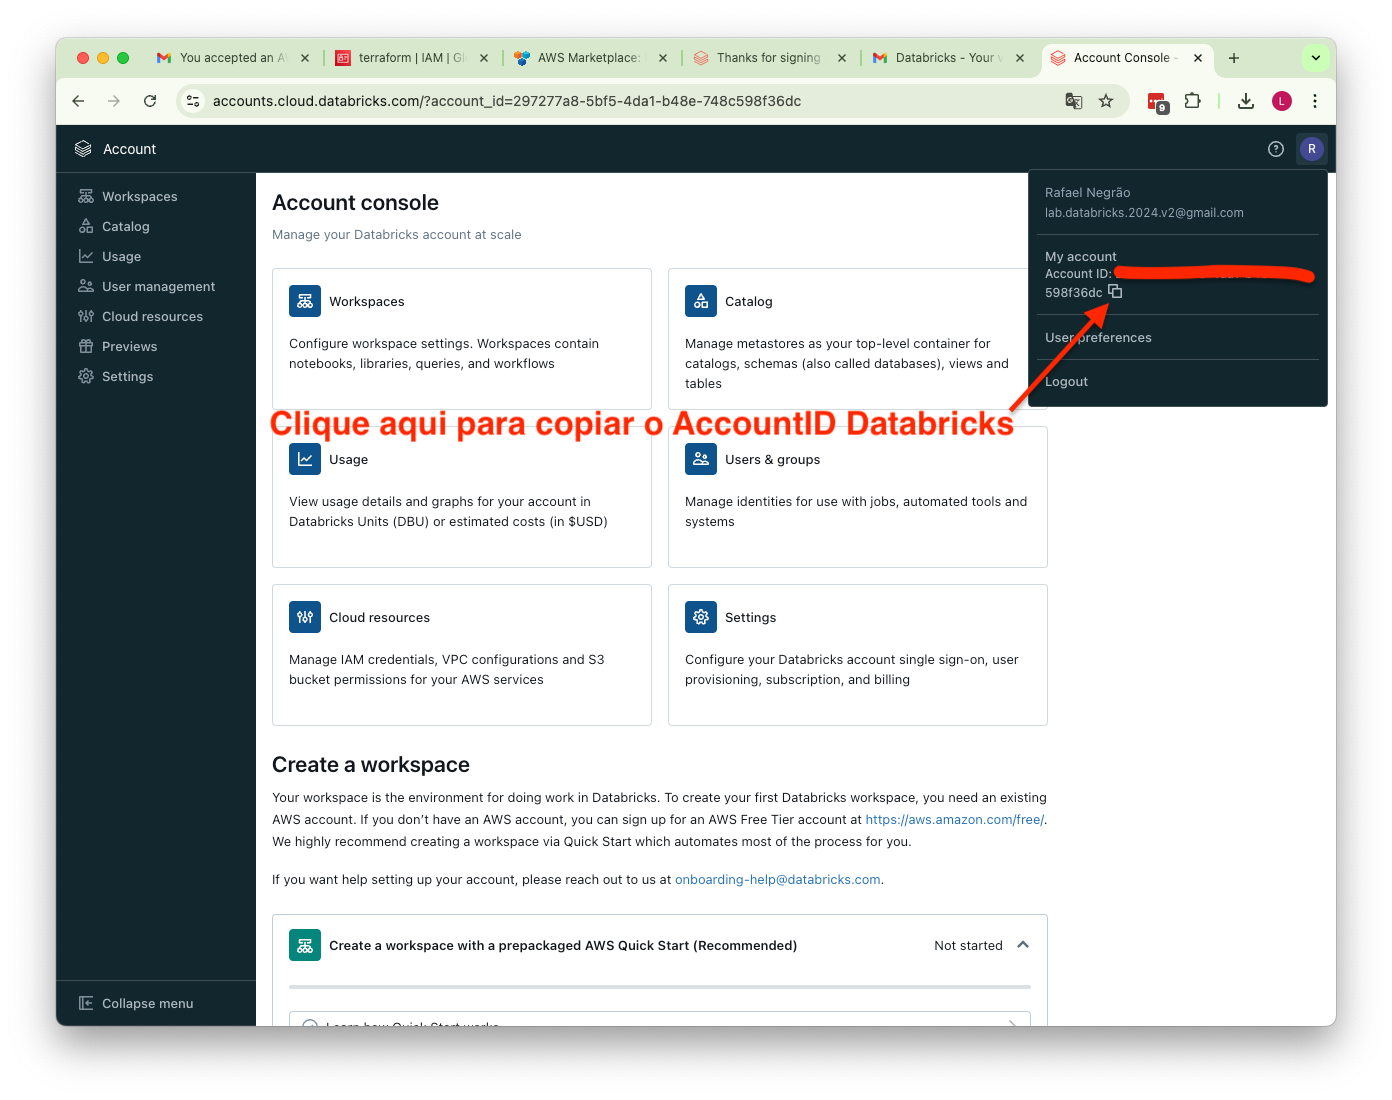 You accepted an A
terraform | IAM | Gl
AWS Marketplace:
Thanks for signing
Databricks - Your v
Account Console -
accounts.cloud.databricks.com/?account_id=297277a8-5bf5-4da1-b48e-748c598f36dc
9
L
Account
R
Workspaces
Catalog
Usage
User management
Cloud resources
Previews
Settings
Collapse menu
Rafael Negrão
lab.databricks.2024.v2@gmail.com
My account
Account ID:
598f36dc
User preferences
Logout
Account console
Manage your Databricks account at scale
Workspaces
Configure workspace settings. Workspaces contain
notebooks, libraries, queries, and workflows
Catalog
Manage metastores as your top-level container for
catalogs, schemas (also called databases), views and
tables
Clique aqui para copiar o AccountID Databricks
Usage
View usage details and graphs for your account in
Databricks Units (DBU) or estimated costs (in $USD)
Users & groups
Manage identities for use with jobs, automated tools and
systems
Cloud resources
Manage IAM credentials, VPC configurations and S3
bucket permissions for your AWS services
Settings
Configure your Databricks account single sign-on, user
provisioning, subscription, and billing
Create a workspace
Your workspace is the environment for doing work in Databricks. To create your first Databricks workspace, you need an existing
AWS account. If you don’t have an AWS account, you can sign up for an AWS Free Tier account at https://aws.amazon.com/free/.
We highly recommend creating a workspace via Quick Start which automates most of the process for you.
If you want help setting up your account, please reach out to us at onboarding-help@databricks.com.
Create a workspace with a prepackaged AWS Quick Start (Recommended)
Not started
Learn how Quick Start works